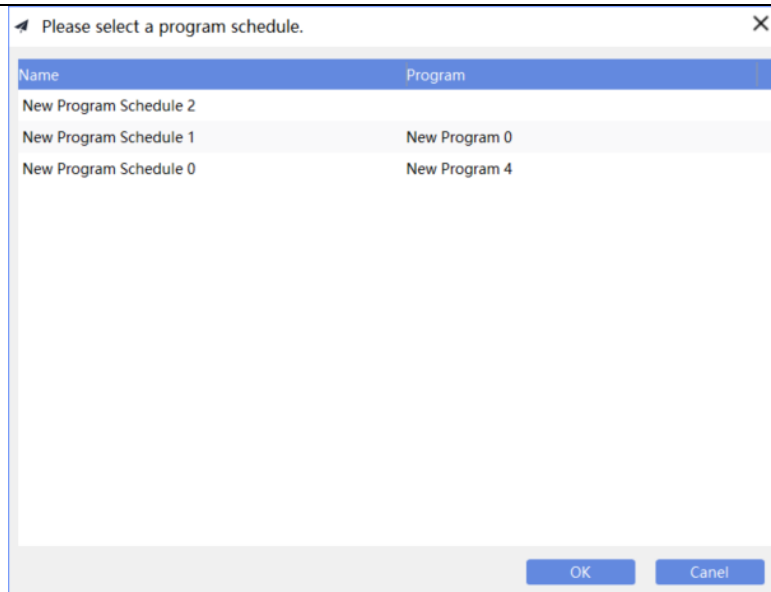 Please select a program schedule.
Name Program
New Program Schedule 2
New Program Schedule 1 New Program 0
New Program Schedule 0 New Program 4
OK Canel